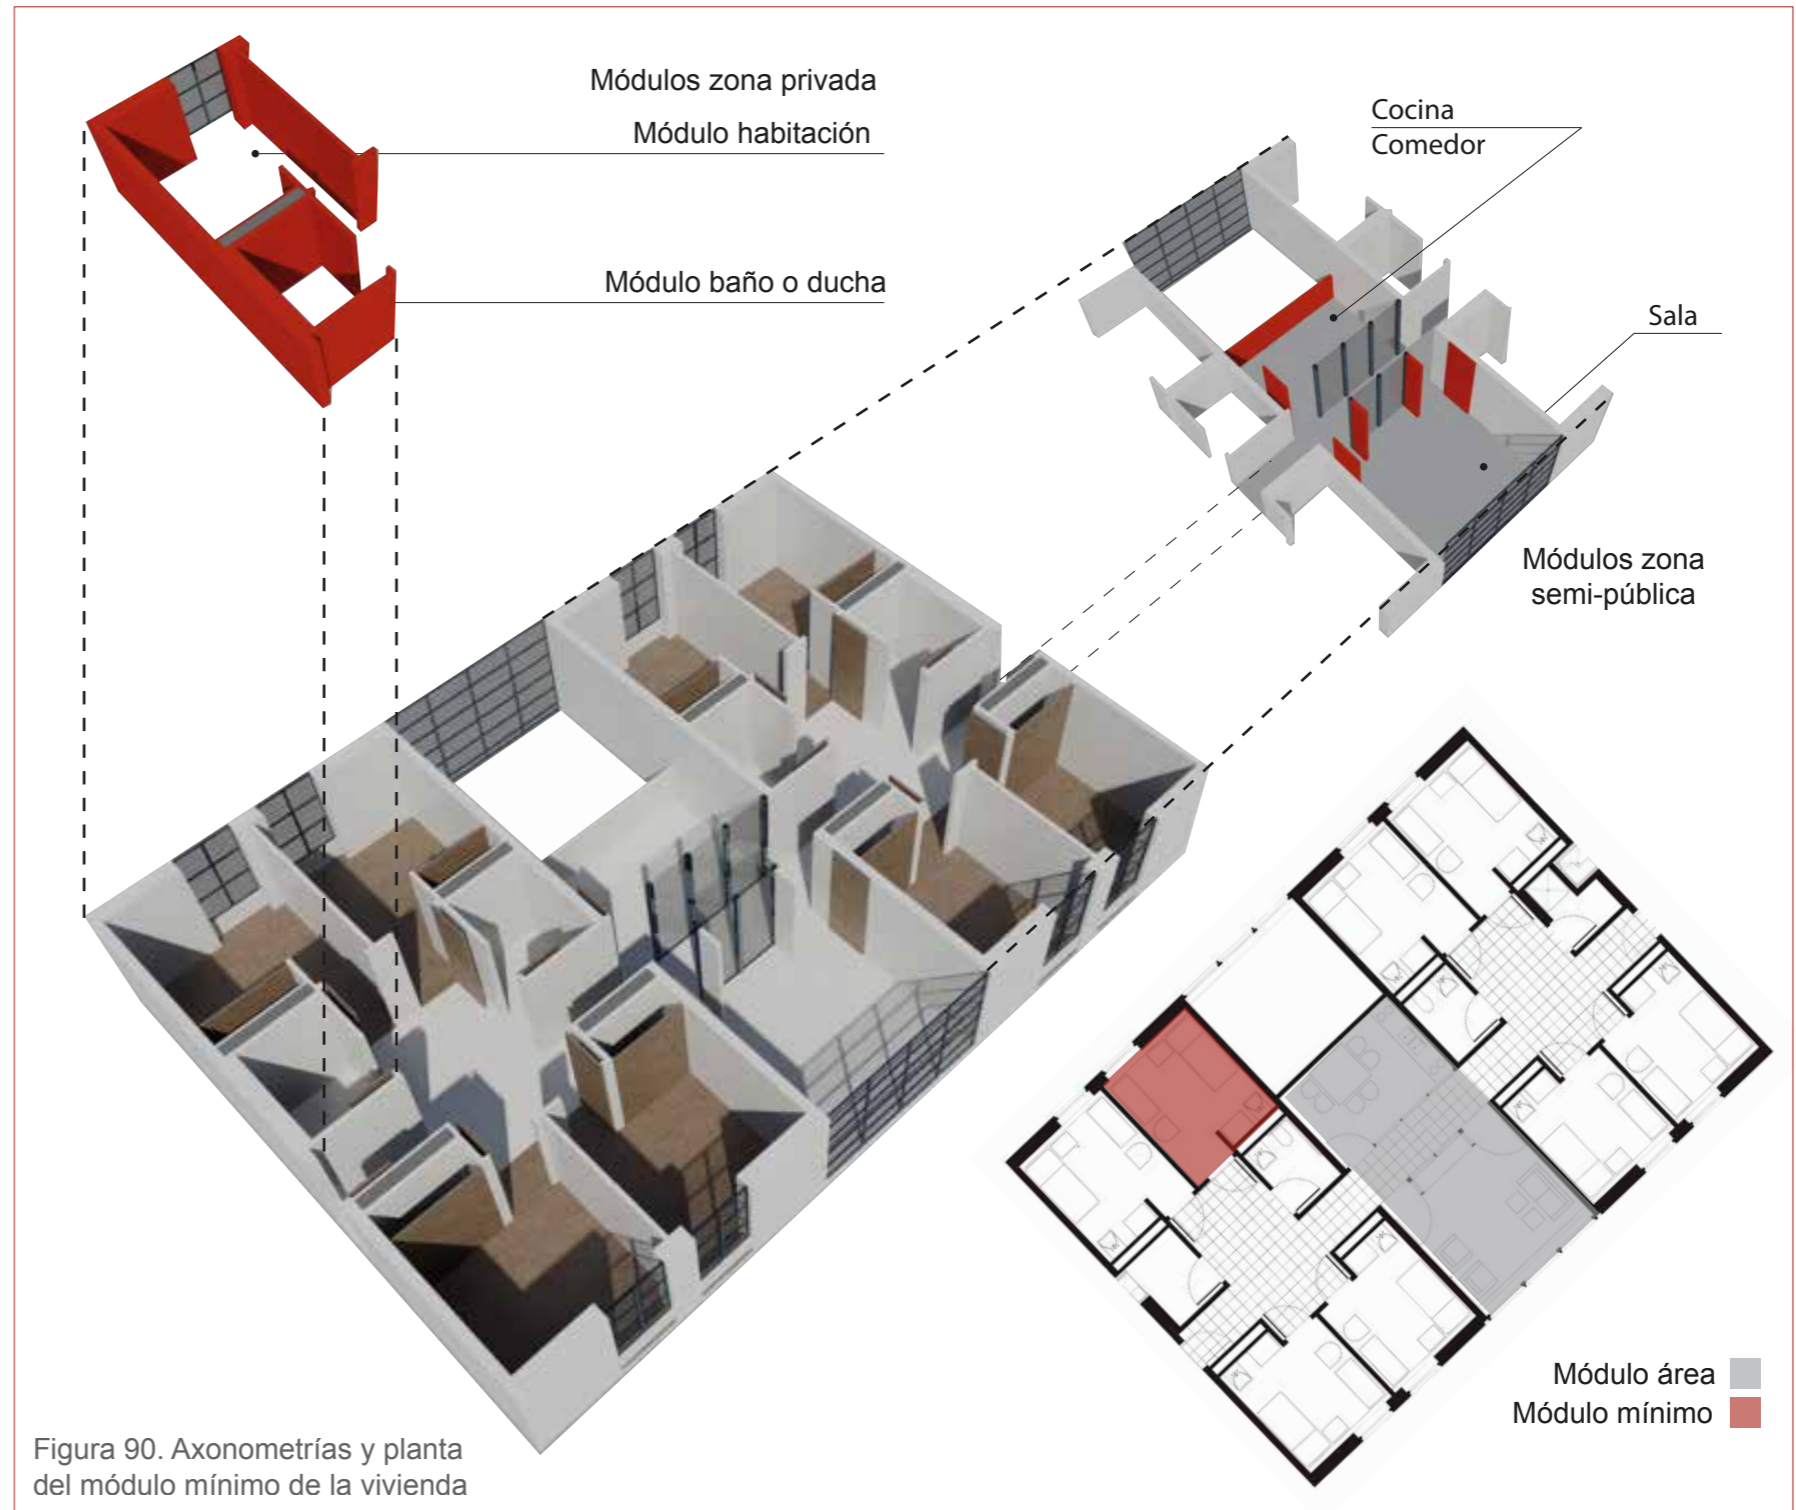 Módulos zona privada
Módulo habitación
Módulo baño o ducha
Cocina
Comedor
Sala
Módulos zona
semi-pública
Módulo área
Módulo mínimo
Figura 90. Axonometrías y planta
del módulo mínimo de la vivienda